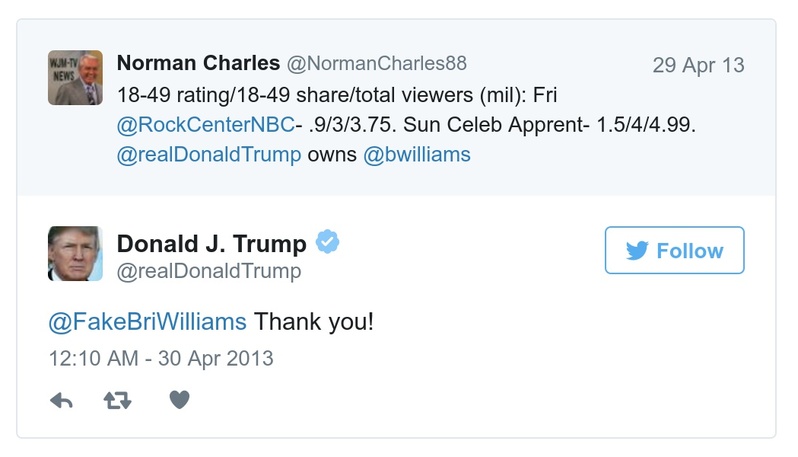 WJM-TV
NEWS
Norman Charles @NormanCharles88
29 Apr 13
18-49 rating/18-49 share/total viewers (mil): Fri
@RockCenterNBC- .9/3/3.75. Sun Celeb Apprent- 1.5/4/4.99.
@realDonaldTrump owns @bwilliams
Donald J. Trump
@realDonaldTrump
Follow
@FakeBriWilliams Thank you!
12:10 AM - 30 Apr 2013